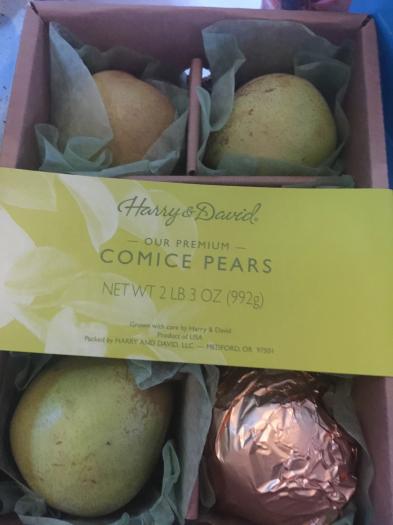 Harry & David®
— OUR PREMIUM —
COMICE PEARS
NET WT 2 LB 3 OZ (992g)
Grown with care by Harry & David
Product of USA
Packed by HARRY AND DAVID, LLC. — MEDFORD, OR 97501